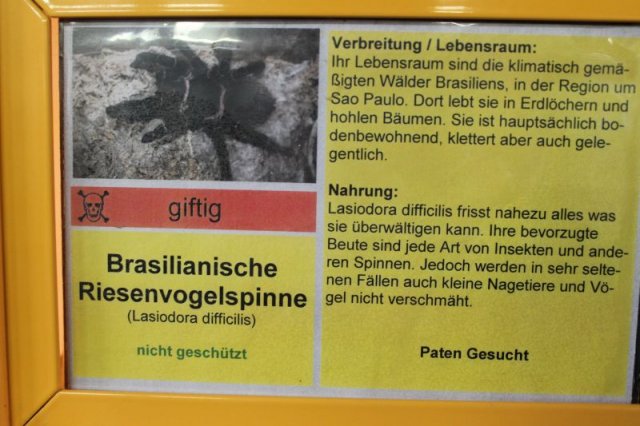 giftig
Brasilianische
Riesenvogelspinne
(Lasiodora difficilis)
nicht geschützt
Verbreitung / Lebensraum:
Ihr Lebensraum sind die klimatisch gemä-
ßigten Wälder Brasiliens, in der Region um
Sao Paulo. Dort lebt sie in Erdlöchern und
hohlen Bäumen. Sie ist hauptsächlich bo-
denbewohnend, klettert aber auch gele-
gentlich.
Nahrung:
Lasiodora difficilis frisst nahezu alles was
sie überwältigen kann. Ihre bevorzugte
Beute sind jede Art von Insekten und ande-
ren Spinnen. Jedoch werden in sehr selte-
nen Fällen auch kleine Nagetiere und Vö-
gel nicht verschmäht.
Paten Gesucht